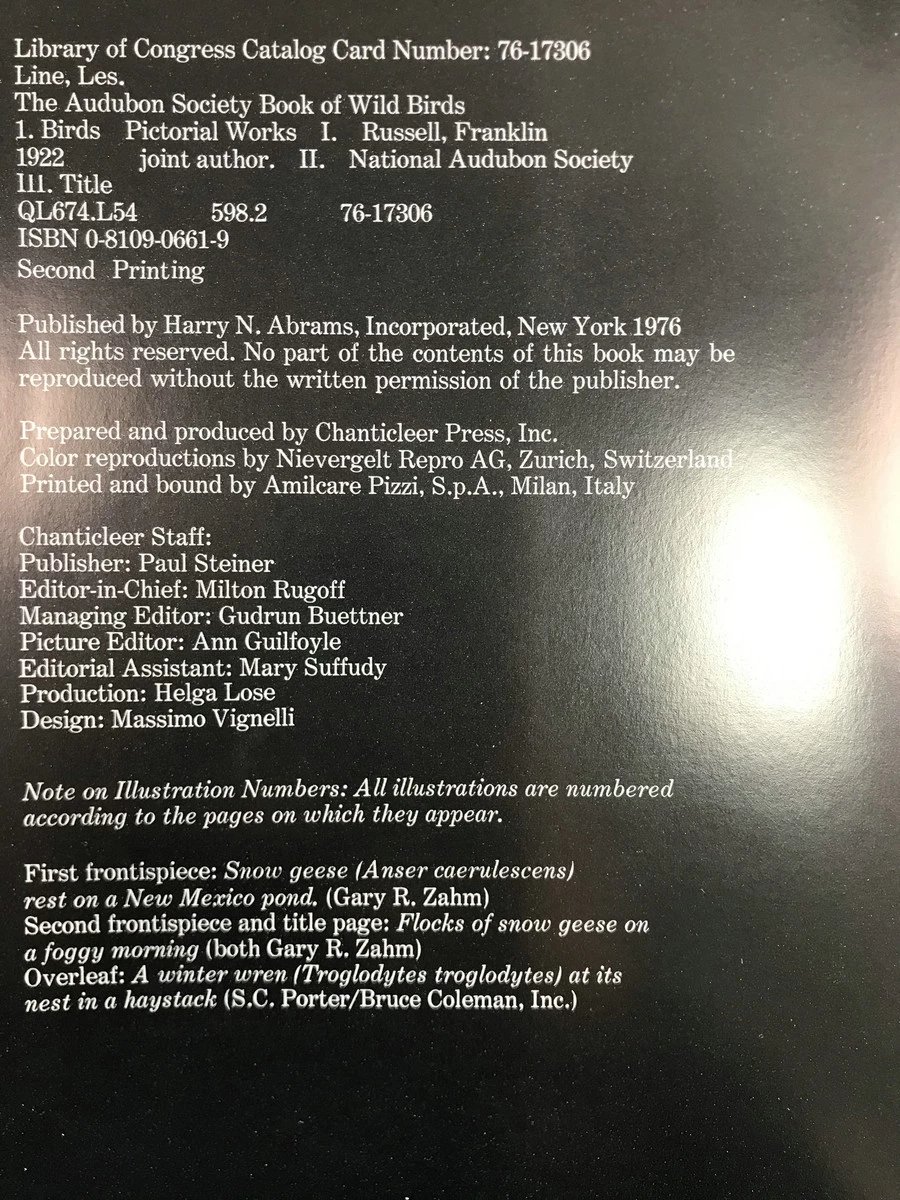 Library of Congress Catalog Card Number: 76-17306
Line, Les.
The Audubon Society Book of Wild Birds
1. Birds Pictorial Works I. Russell, Franklin
1922 joint author. II. National Audubon Society
III. Title
QL674.L54 598.2 76-17306
ISBN 0-8109-0661-9
Second Printing
Published by Harry N. Abrams, Incorporated, New York 1976
All rights reserved. No part of the contents of this book may be
reproduced without the written permission of the publisher.
Prepared and produced by Chanticleer Press, Inc.
Color reproductions by Nievergelt Repro AG, Zurich, Switzerland
Printed and bound by Amilcare Pizzi, S.p.A., Milan, Italy
Chanticleer Staff:
Publisher: Paul Steiner
Editor-in-Chief: Milton Rugoff
Managing Editor: Gudrun Buettner
Picture Editor: Ann Guilfoyle
Editorial Assistant: Mary Suffudy
Production: Helga Lose
Design: Massimo Vignelli
Note on Illustration Numbers: All illustrations are numbered
according to the pages on which they appear.
First frontispiece: Snow geese (Anser caerulescens)
rest on a New Mexico pond. (Gary R. Zahm)
Second frontispiece and title page: Flocks of snow geese on
a foggy morning (both Gary R. Zahm)
Overleaf: A winter wren (Troglodytes troglodytes) at its
nest in a haystack (S.C. Porter/Bruce Coleman, Inc.)